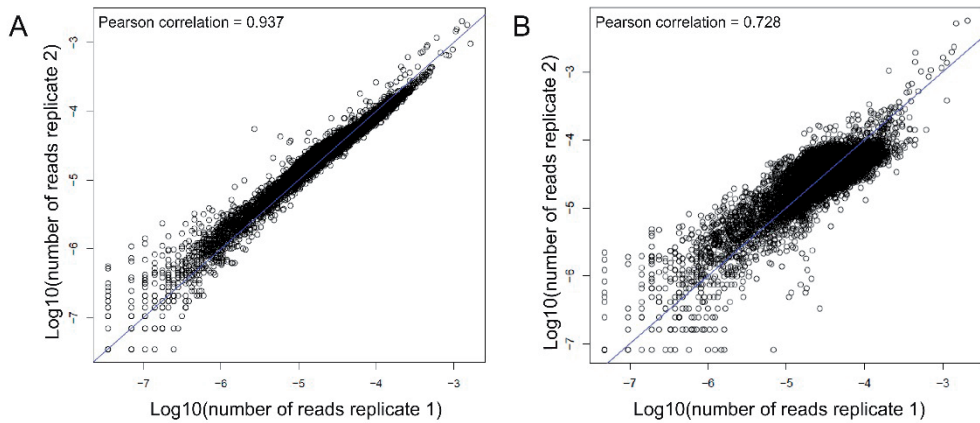 A
Pearson correlation = 0.937
Log10(number of reads replicate 2)
-3
-4
-5
-6
-7
-7
-6
-5
-4
-3
Log10(number of reads replicate 1)
B
Pearson correlation = 0.728
Log10(number of reads replicate 2)
-3
-4
-5
-6
-7
-7
-6
-5
-4
-3
Log10(number of reads replicate 1)